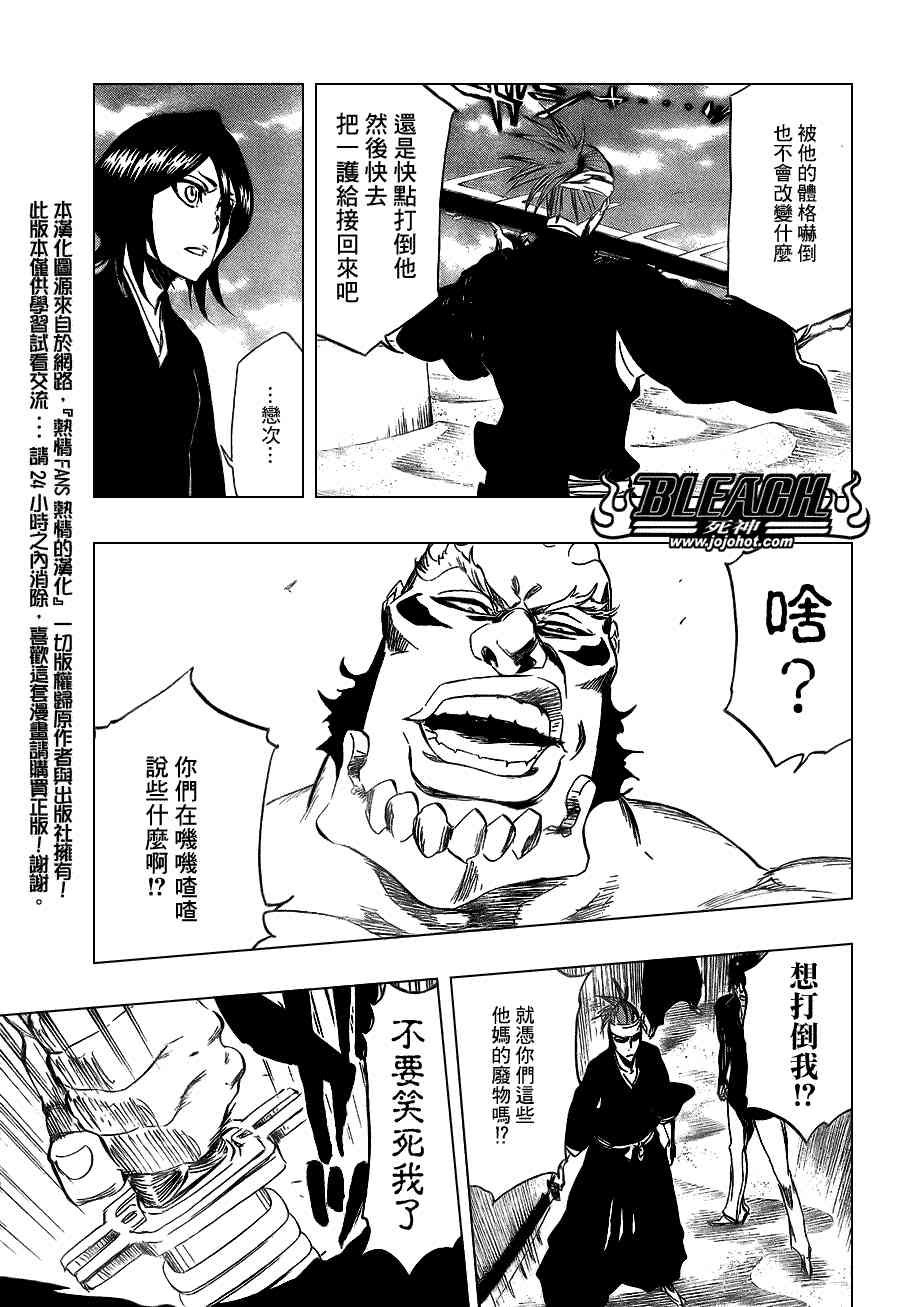 被他的體格嚇倒
也不會改變什麼
還是快點打倒他
然後快去
把一護給接回來吧
…戀次…
BLEACH
死神
www.jojohot.com
啥？
你們在嘰嘰喳喳
說些什麼啊!?
想打倒我!?
就憑你們這些
他媽的廢物嗎!?
不要笑死我了
本漢化圖源來自於網路，『熱情FANS 熱情的漢化』一切版權歸原作者與出版社擁有！
此版本僅供學習試看交流… 請 24 小時之內消除，喜歡這套漫畫請購買正版！謝謝。